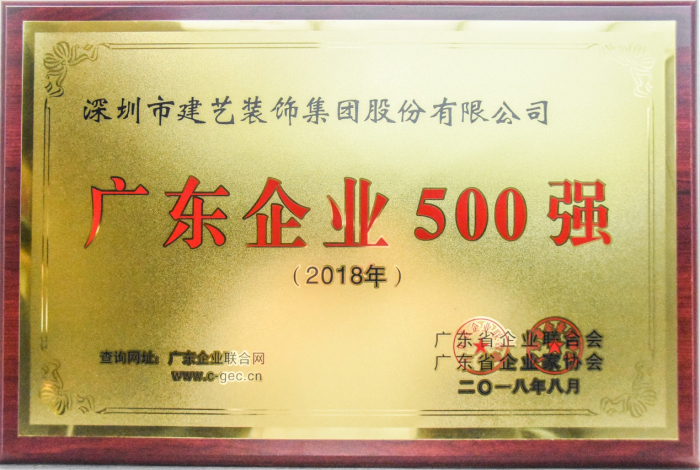 深圳市建艺装饰集团股份有限公司
广东企业500强
（2018年）
广东省企业联合会
查询网址：广东企业联合网
广东省企业家协会
www.c-gec.cn
二〇一八年八月